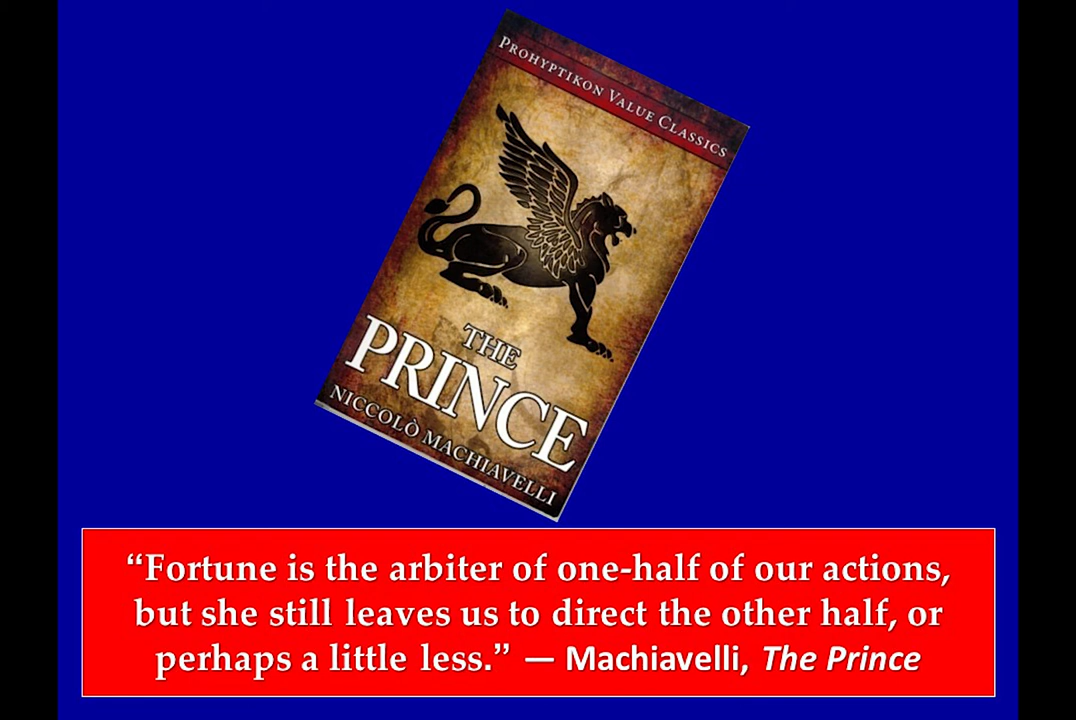 PROHYPTIKON VALUE CLASSICS
THE
PRINCE
NICCOLÒ MACHIAVELLI
“Fortune is the arbiter of one-half of our actions,
but she still leaves us to direct the other half, or
perhaps a little less.” — Machiavelli, The Prince